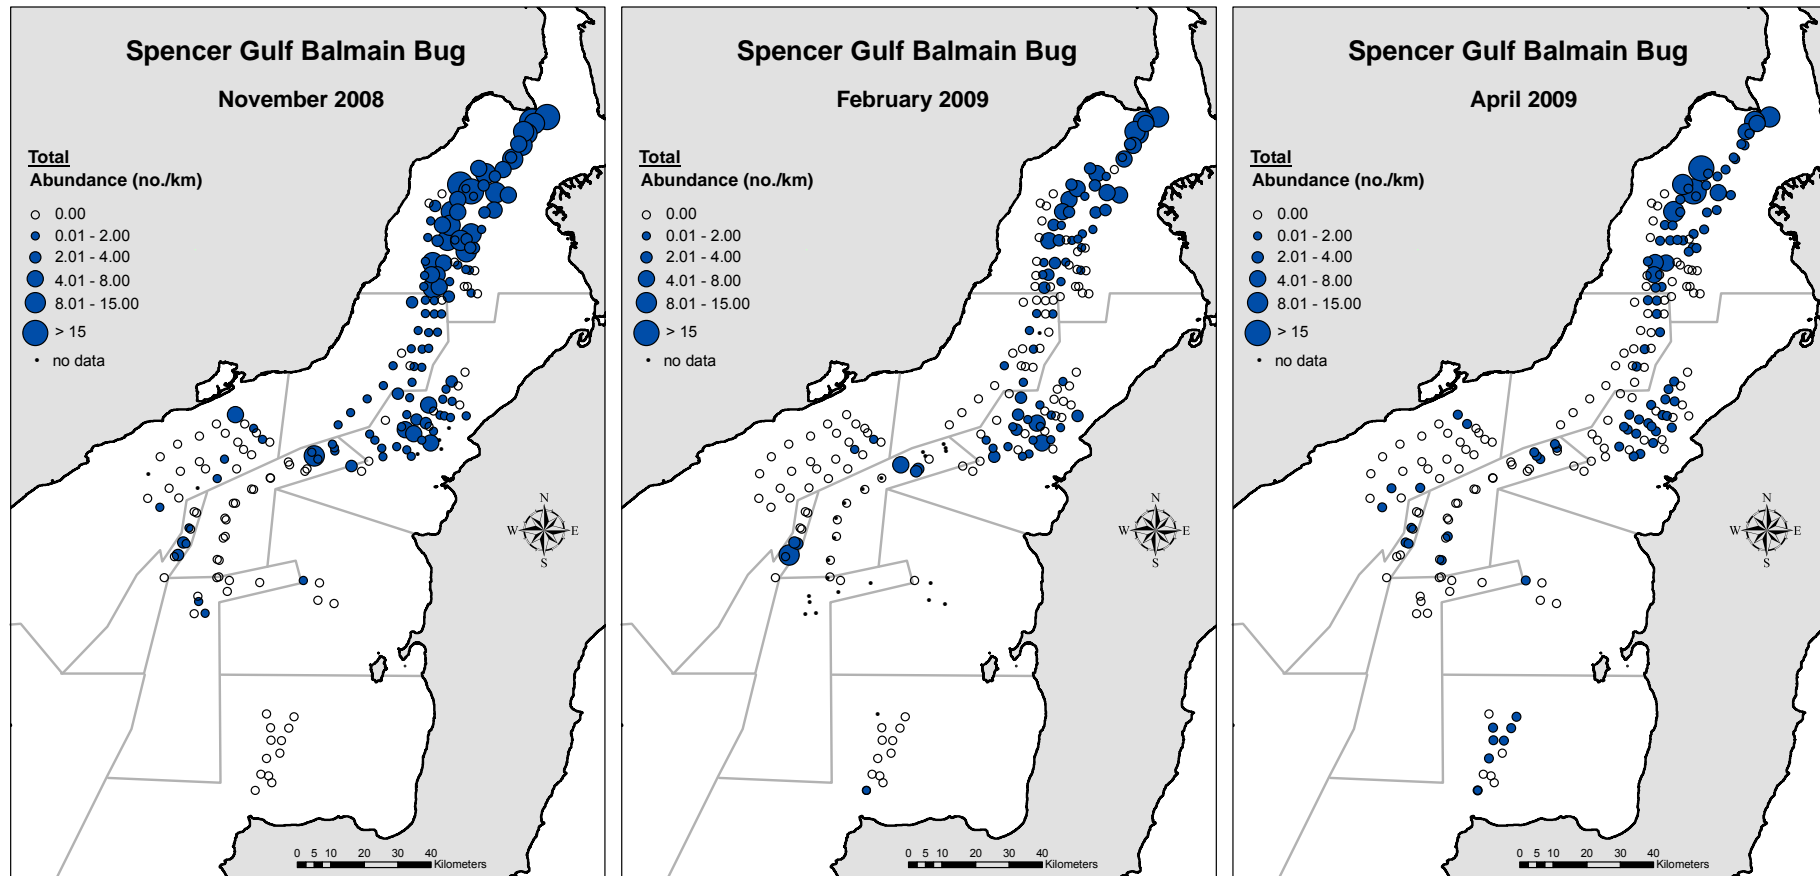 Spencer Gulf Balmain Bug
November 2008
Total
Abundance (no./km)
0.00
0.01 - 2.00
2.01 - 4.00
4.01 - 8.00
8.01 - 15.00
> 15
no data
N
W E
S
0 5 10 20 30 40
Kilometers
Spencer Gulf Balmain Bug
February 2009
Total
Abundance (no./km)
0.00
0.01 - 2.00
2.01 - 4.00
4.01 - 8.00
8.01 - 15.00
> 15
no data
N
W E
S
0 5 10 20 30 40
Kilometers
Spencer Gulf Balmain Bug
April 2009
Total
Abundance (no./km)
0.00
0.01 - 2.00
2.01 - 4.00
4.01 - 8.00
8.01 - 15.00
> 15
no data
N
W E
S
0 5 10 20 30 40
Kilometers